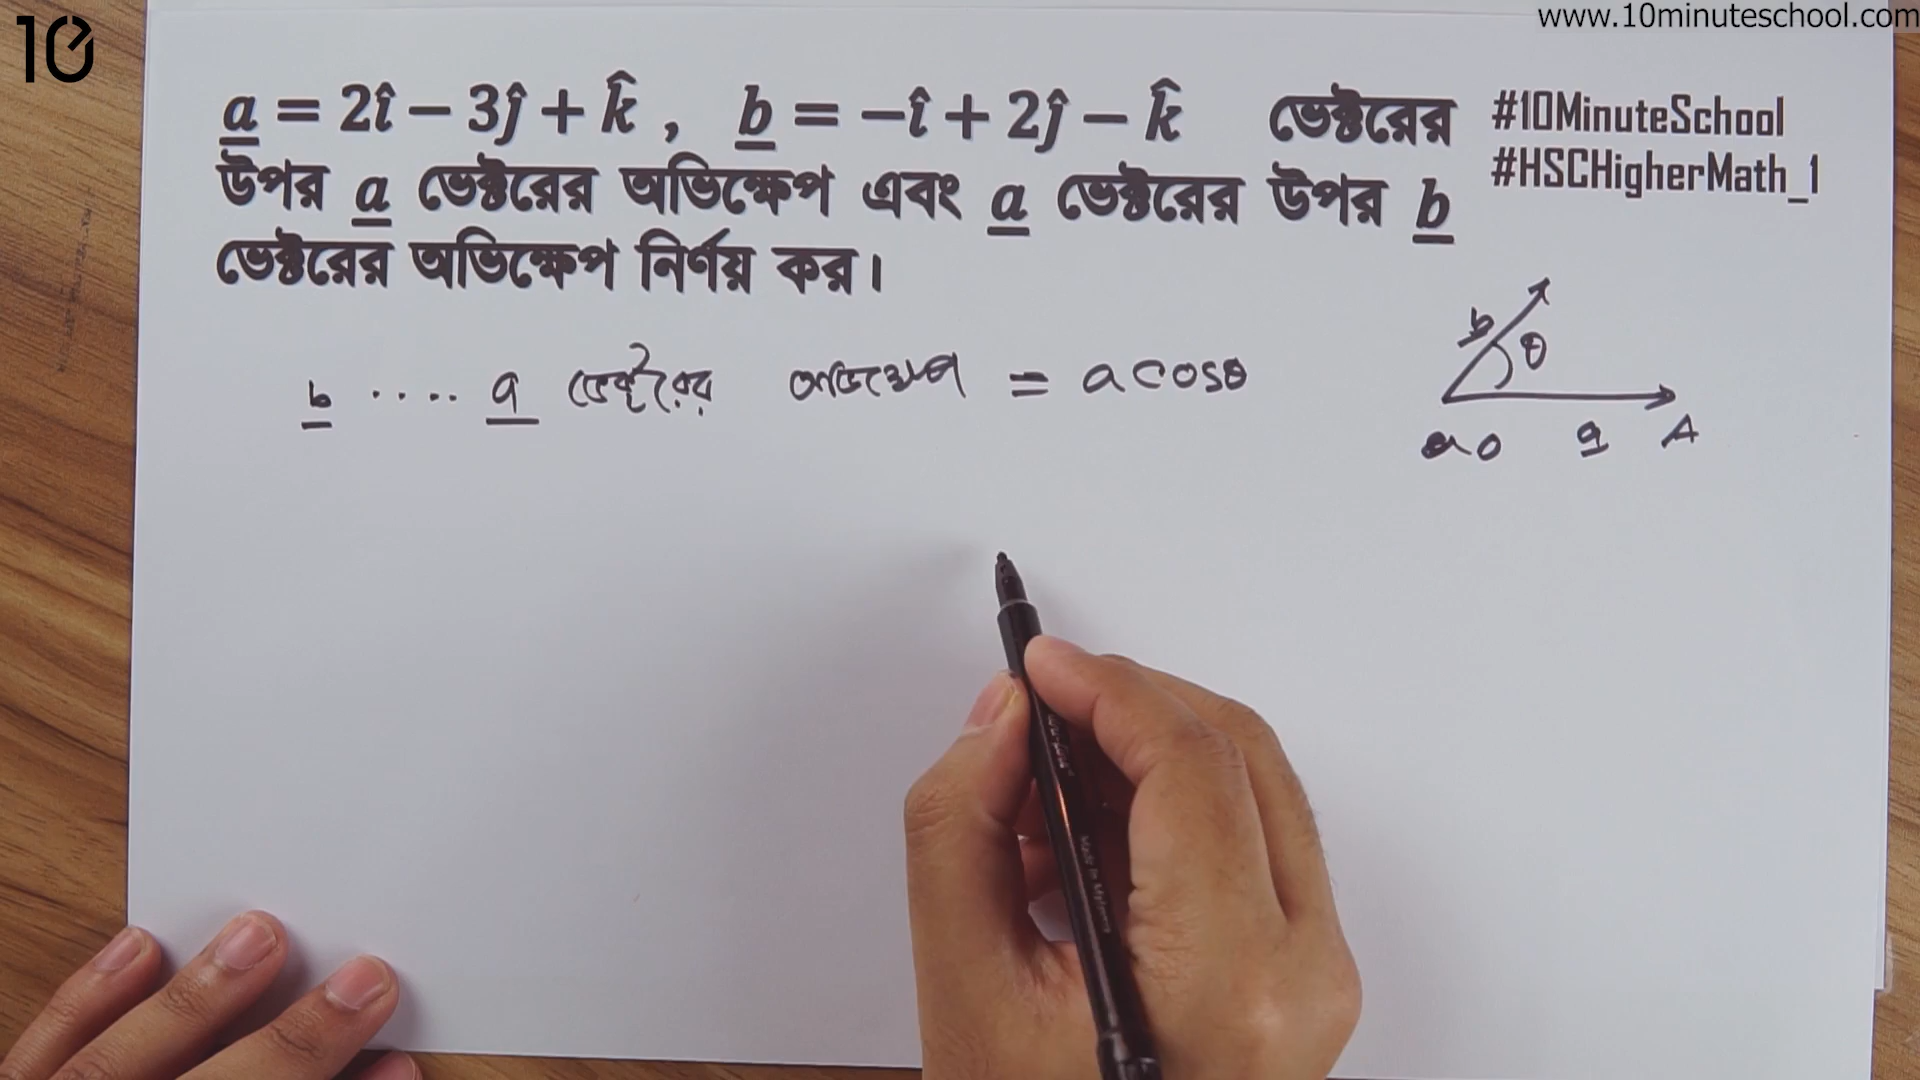 10
www.10minuteschool.com
a = 2î − 3ĵ + k̂ , b = −î + 2ĵ − k̂ ভেক্টরের
উপর a ভেক্টরের অভিক্ষেপ এবং a ভেক্টরের উপর b
ভেক্টরের অভিক্ষেপ নির্ণয় কর।
#10MinuteSchool
#HSCHigherMath_1
b .... a ভেক্টরের অভিক্ষেপ = a cosθ
b θ
O a A